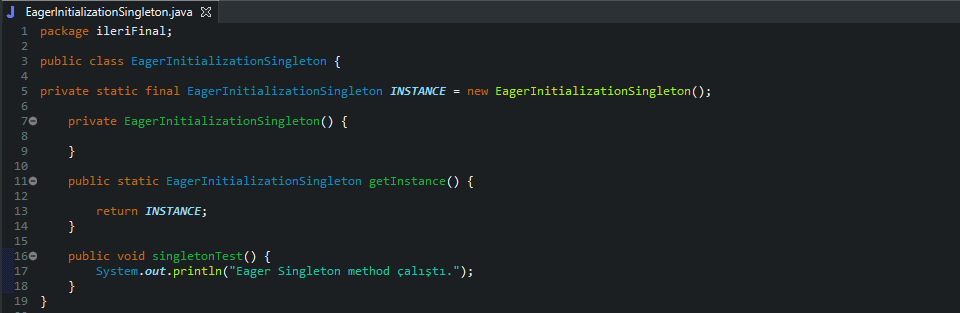 EagerInitializationSingleton.java
1 package ileriFinal;
2
3 public class EagerInitializationSingleton {
4
5 private static final EagerInitializationSingleton INSTANCE = new EagerInitializationSingleton();
6
7 private EagerInitializationSingleton() {
8
9 }
10
11 public static EagerInitializationSingleton getInstance() {
12
13 return INSTANCE;
14 }
15
16 public void singletonTest() {
17 System.out.println("Eager Singleton method çalıştı.");
18 }
19 }